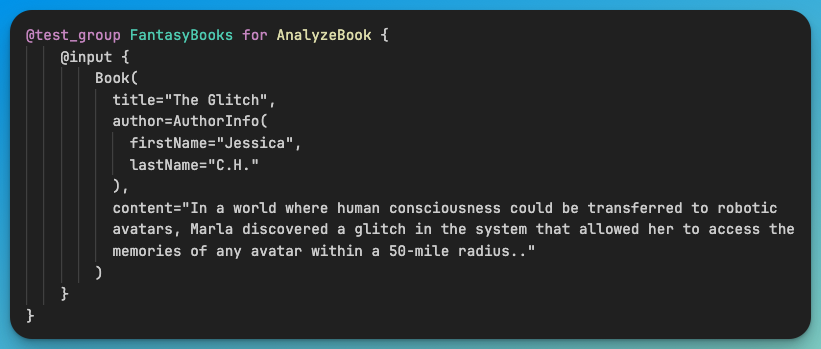 @test_group FantasyBooks for AnalyzeBook {
@input {
Book(
title="The Glitch",
author=AuthorInfo(
firstName="Jessica",
lastName="C.H."
),
content="In a world where human consciousness could be transferred to robotic
avatars, Marla discovered a glitch in the system that allowed her to access the
memories of any avatar within a 50-mile radius.."
)
}
}